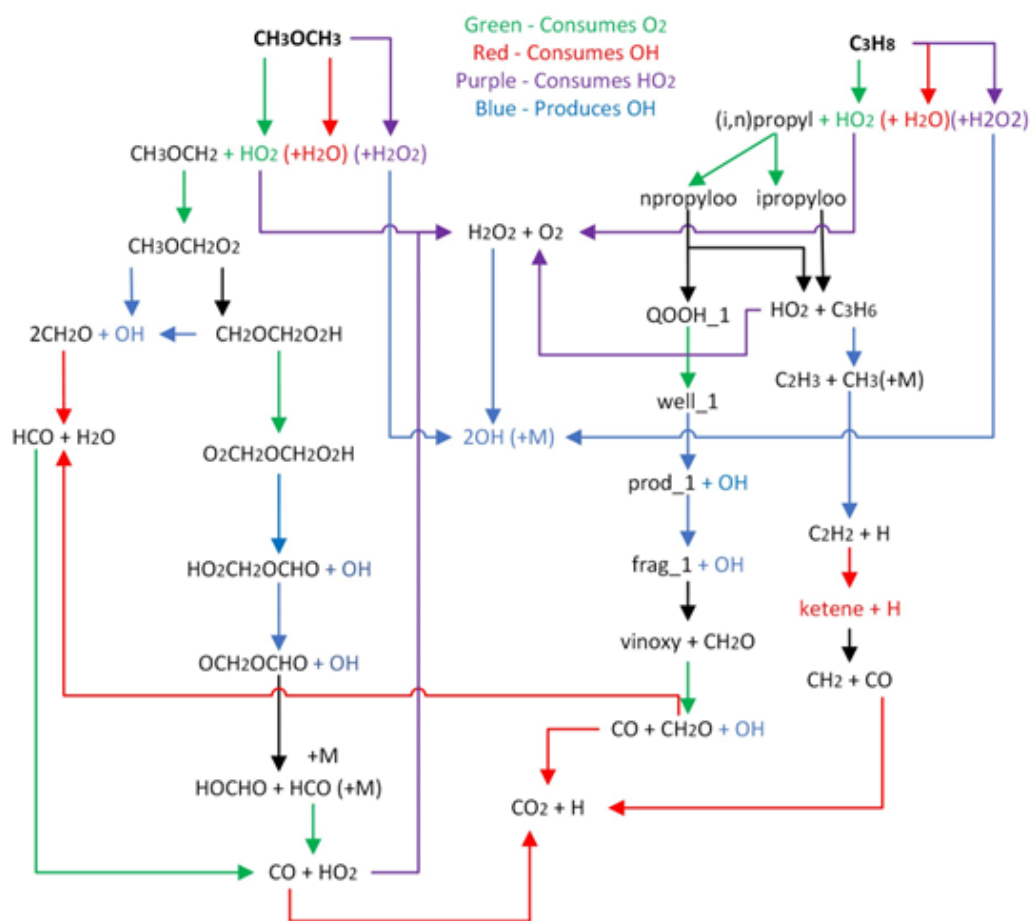 CH3OCH3
Green - Consumes O2
Red - Consumes OH
Purple - Consumes HO2
Blue - Produces OH
C3H8
(i,n)propyl + HO2 (+ H2O)(+H2O2)
CH3OCH2 + HO2 (+H2O) (+H2O2)
npropyloo ipropyloo
H2O2 + O2
CH3OCH2O2
QOOH_1
HO2 + C3H6
2CH2O + OH
CH2OCH2O2H
C2H3 + CH3(+M)
well_1
HCO + H2O
2OH (+M)
O2CH2OCH2O2H
prod_1 + OH
C2H2 + H
HO2CH2OCHO + OH
frag_1 + OH
ketene + H
vinoxy + CH2O
OCH2OCHO + OH
CH2 + CO
CO + CH2O + OH
+M
HOCHO + HCO (+M)
CO2 + H
CO + HO2